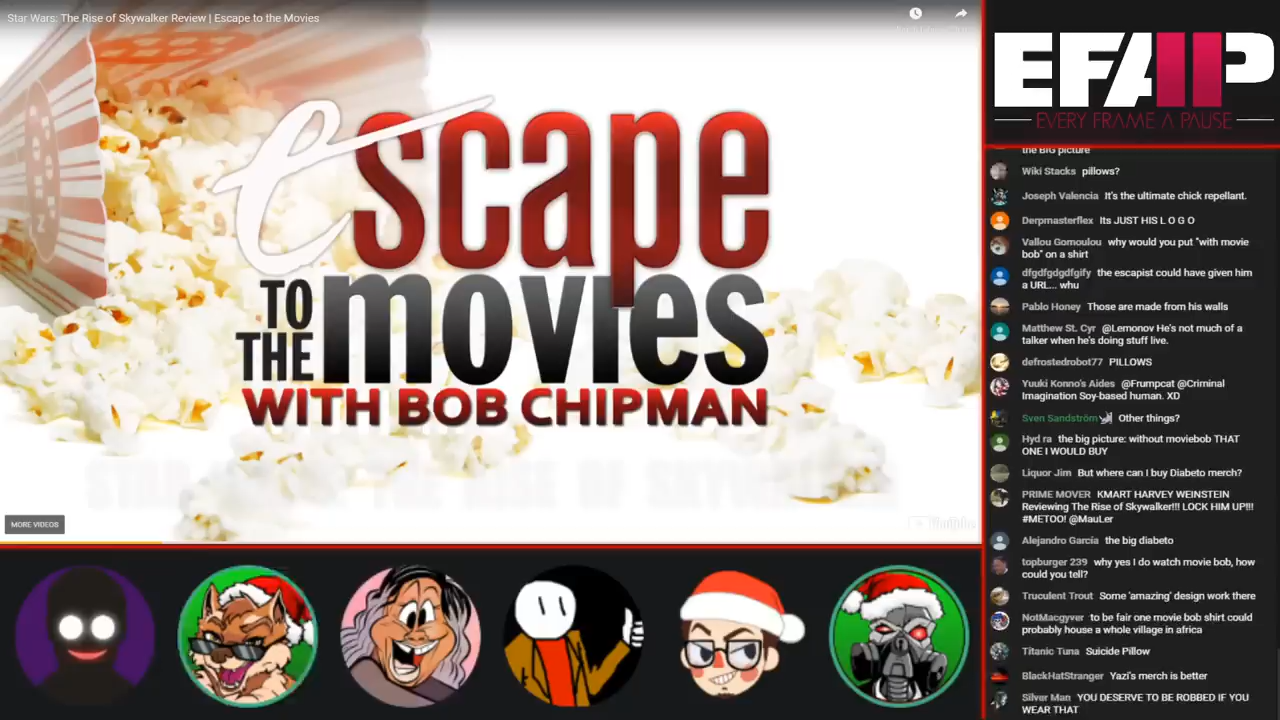 Star Wars: The Rise of Skywalker Review | Escape to the Movies
escape
TO THE movies
WITH BOB CHIPMAN
MORE VIDEOS
YouTube
EFAP
EVERY FRAME A PAUSE
the BIG picture
Wiki Stacks pillows?
Joseph Valencia It's the ultimate chick repellant.
Derpmasterflex Its JUST HIS L O G O
Vallou Gomoulou why would you put "with movie
bob" on a shirt
dfgdfgdgdfgify the escapist could have given him
a URL... whu
Pablo Honey Those are made from his walls
Matthew St. Cyr @Lemonov He's not much of a
talker when he's doing stuff live.
defrostedrobot77 PILLOWS
Yuuki Konno's Aides @Frumpcat @Criminal
Imagination Soy-based human. XD
Sven Sandström Other things?
Hyd ra the big picture: without moviebob THAT
ONE I WOULD BUY
Liquor Jim But where can I buy Diabeto merch?
PRIME MOVER KMART HARVEY WEINSTEIN
Reviewing The Rise of Skywalker!!! LOCK HIM UP!!!
#METOO! @MauLer
Alejandro García the big diabeto
topburger 239 why yes I do watch movie bob, how
could you tell?
Truculent Trout Some 'amazing' design work there
NotMacgyver to be fair one movie bob shirt could
probably house a whole village in africa
Titanic Tuna Suicide Pillow
BlackHatStranger Yazi's merch is better
Silver Man YOU DESERVE TO BE ROBBED IF YOU
WEAR THAT